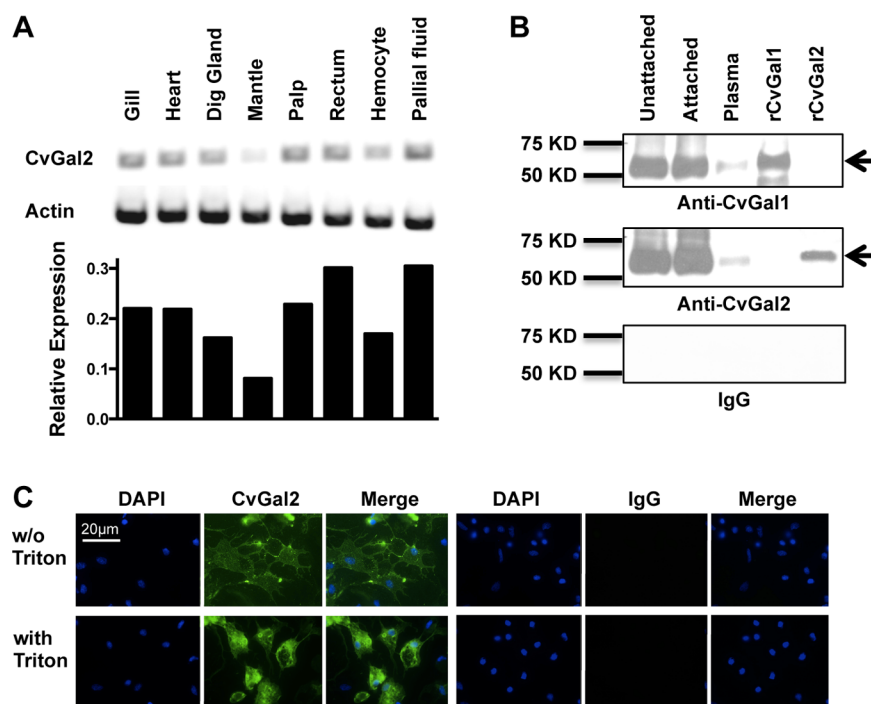 A
Gill
Heart
Dig Gland
Mantle
Palp
Rectum
Hemocyte
Pallial fluid
CvGal2
Actin
Relative Expression
0.3
0.2
0.1
0.0
B
Unattached
Attached
Plasma
rCvGal1
rCvGal2
75 KD
50 KD
Anti-CvGal1
75 KD
50 KD
Anti-CvGal2
75 KD
50 KD
IgG
C
DAPI CvGal2 Merge DAPI IgG Merge
w/o
Triton
20µm
with
Triton